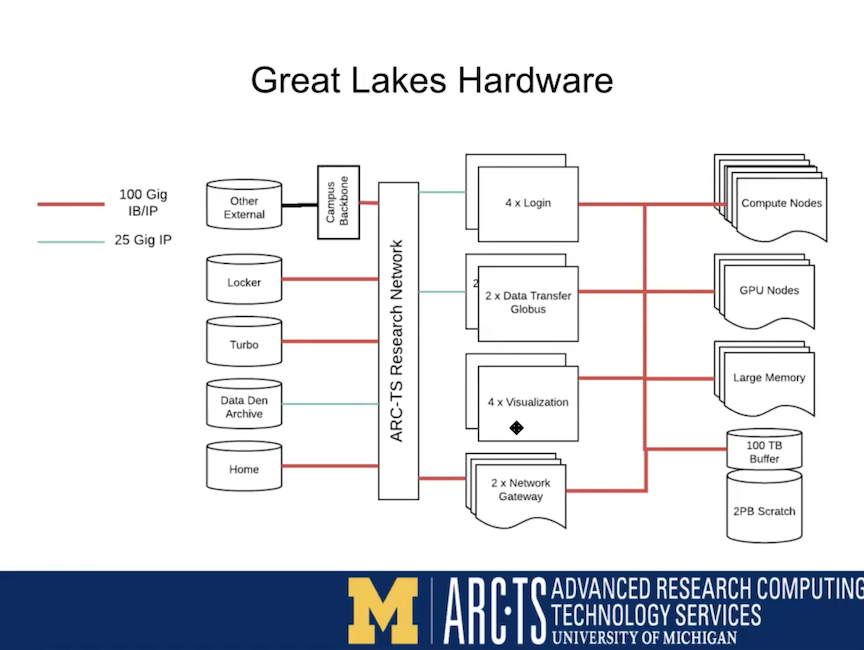 Great Lakes Hardware
100 Gig
IB/IP
25 Gig IP
Other
External
Campus
Backbone
Locker
Turbo
Data Den
Archive
Home
ARC-TS Research Network
4 x Login
2
2 x Data Transfer
Globus
4 x Visualization
2 x Network
Gateway
Compute Nodes
GPU Nodes
Large Memory
100 TB
Buffer
2PB Scratch
M
ARC·TS
ADVANCED RESEARCH COMPUTING
TECHNOLOGY SERVICES
UNIVERSITY OF MICHIGAN